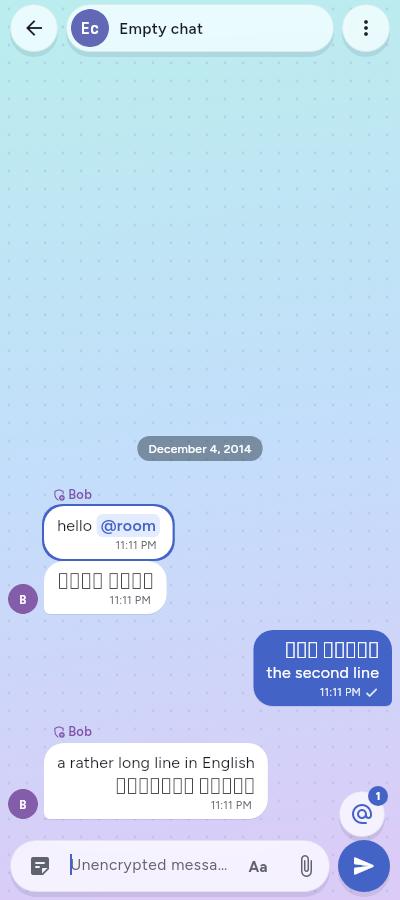 Ec Empty chat
December 4, 2014
Bob
hello @room
11:11 PM
B
11:11 PM
the second line
11:11 PM
Bob
a rather long line in English
B
11:11 PM
1
@
Unencrypted messa...
Aa